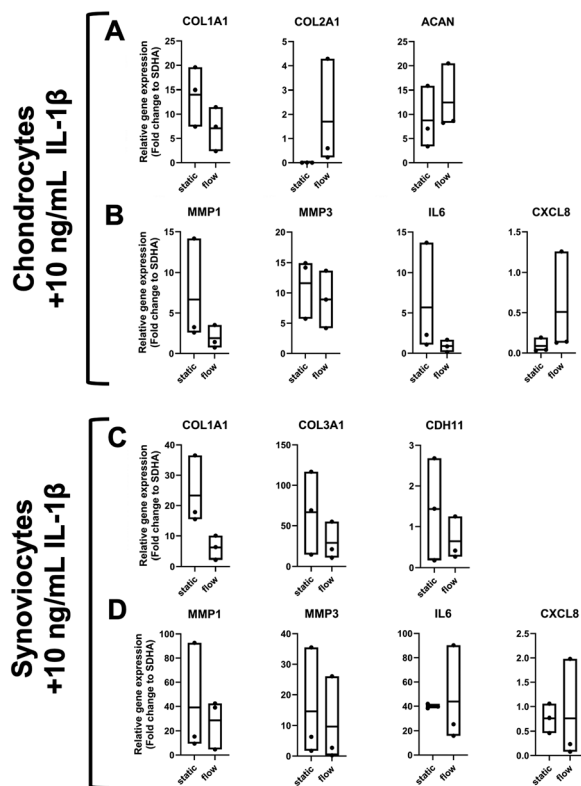 Chondrocytes
+10 ng/mL IL-1β
A
COL1A1
COL2A1
ACAN
Relative gene expression
(Fold change to SDHA)
25
20
15
10
5
0
static
flow
5
4
3
2
1
0
static
flow
25
20
15
10
5
0
static
flow
B
MMP1
MMP3
IL6
CXCL8
Relative gene expression
(Fold change to SDHA)
15
10
5
0
static
flow
20
15
10
5
0
static
flow
15
10
5
0
static
flow
1.5
1.0
0.5
0.0
static
flow
Synoviocytes
+10 ng/mL IL-1β
C
COL1A1
COL3A1
CDH11
Relative gene expression
(Fold change to SDHA)
40
30
20
10
0
static
flow
150
100
50
0
static
flow
3
2
1
0
static
flow
D
MMP1
MMP3
IL6
CXCL8
Relative gene expression
(Fold change to SDHA)
100
80
60
40
20
0
static
flow
40
30
20
10
0
static
flow
100
80
60
40
20
0
static
flow
2.5
2.0
1.5
1.0
0.5
0.0
static
flow